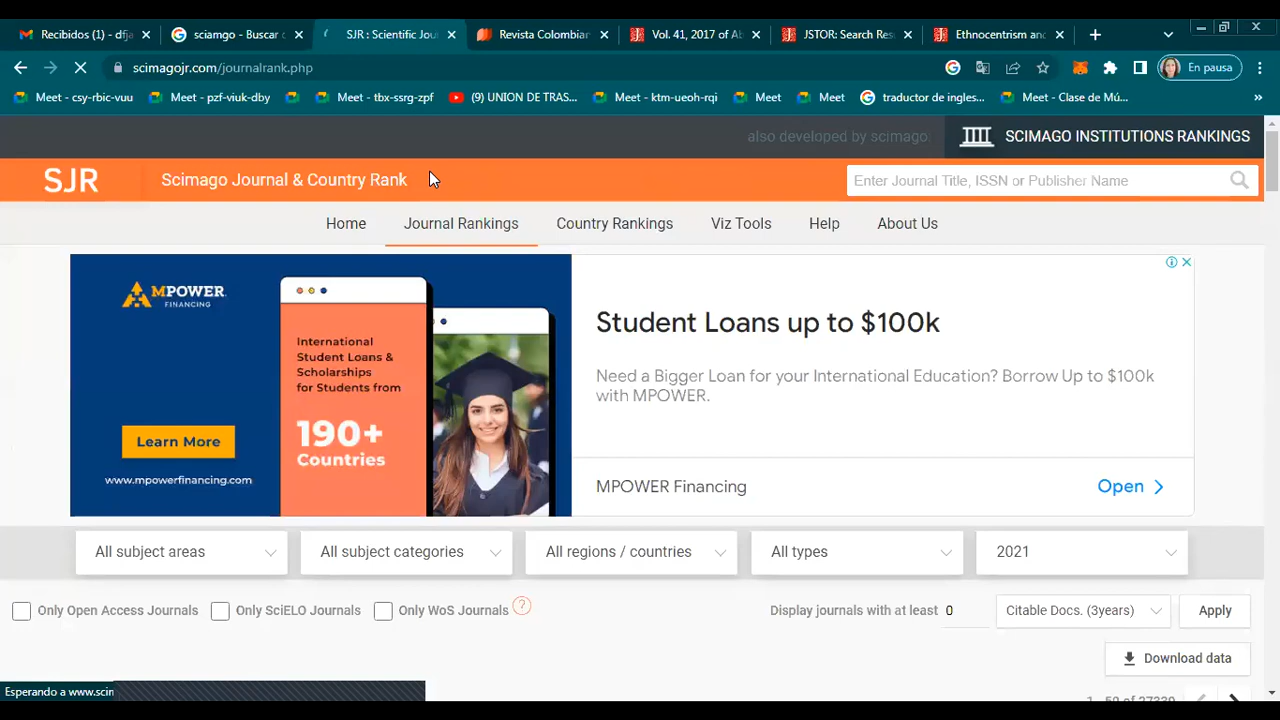 Recibidos (1) - dfja
sciamgo - Buscar c
SJR : Scientific Jou
Revista Colombian
Vol. 41, 2017 of Ab
JSTOR: Search Res
Ethnocentrism and
scimagojr.com/journalrank.php
En pausa
Meet - csy-rbic-vuu
Meet - pzf-viuk-dby
Meet - tbx-ssrg-zpf
(9) UNION DE TRAS...
Meet - ktm-ueoh-rqi
Meet
Meet
traductor de ingles...
Meet - Clase de Mú...
also developed by scimago:
SCIMAGO INSTITUTIONS RANKINGS
SJR
Scimago Journal & Country Rank
Enter Journal Title, ISSN or Publisher Name
Home
Journal Rankings
Country Rankings
Viz Tools
Help
About Us
MPOWER
FINANCING
International
Student Loans &
Scholarships
for Students from
190+
Countries
Learn More
www.mpowerfinancing.com
Student Loans up to $100k
Need a Bigger Loan for your International Education? Borrow Up to $100k
with MPOWER.
MPOWER Financing
Open
All subject areas
All subject categories
All regions / countries
All types
2021
Only Open Access Journals
Only SciELO Journals
Only WoS Journals
?
Display journals with at least
0
Citable Docs. (3years)
Apply
Download data
Esperando a www.scin